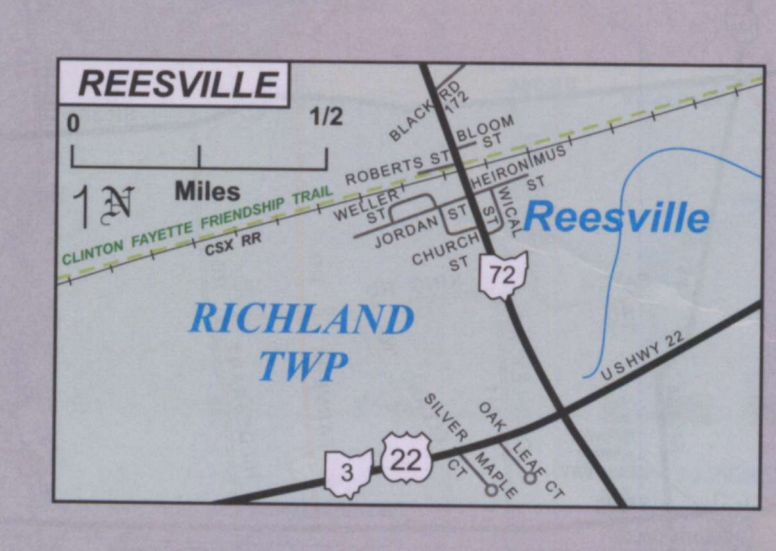 REESVILLE
0 1/2
Miles
N
BLACK RD
172
BLOOM
ST
ROBERTS ST
HEIRONIMUS
ST
WELLER
ST
JORDAN ST
WICAL
ST
CHURCH
ST
CLINTON FAYETTE FRIENDSHIP TRAIL
CSX RR
Reesville
72
RICHLAND
TWP
US HWY 22
SILVER MAPLE
CT
OAK LEAF CT
22
3